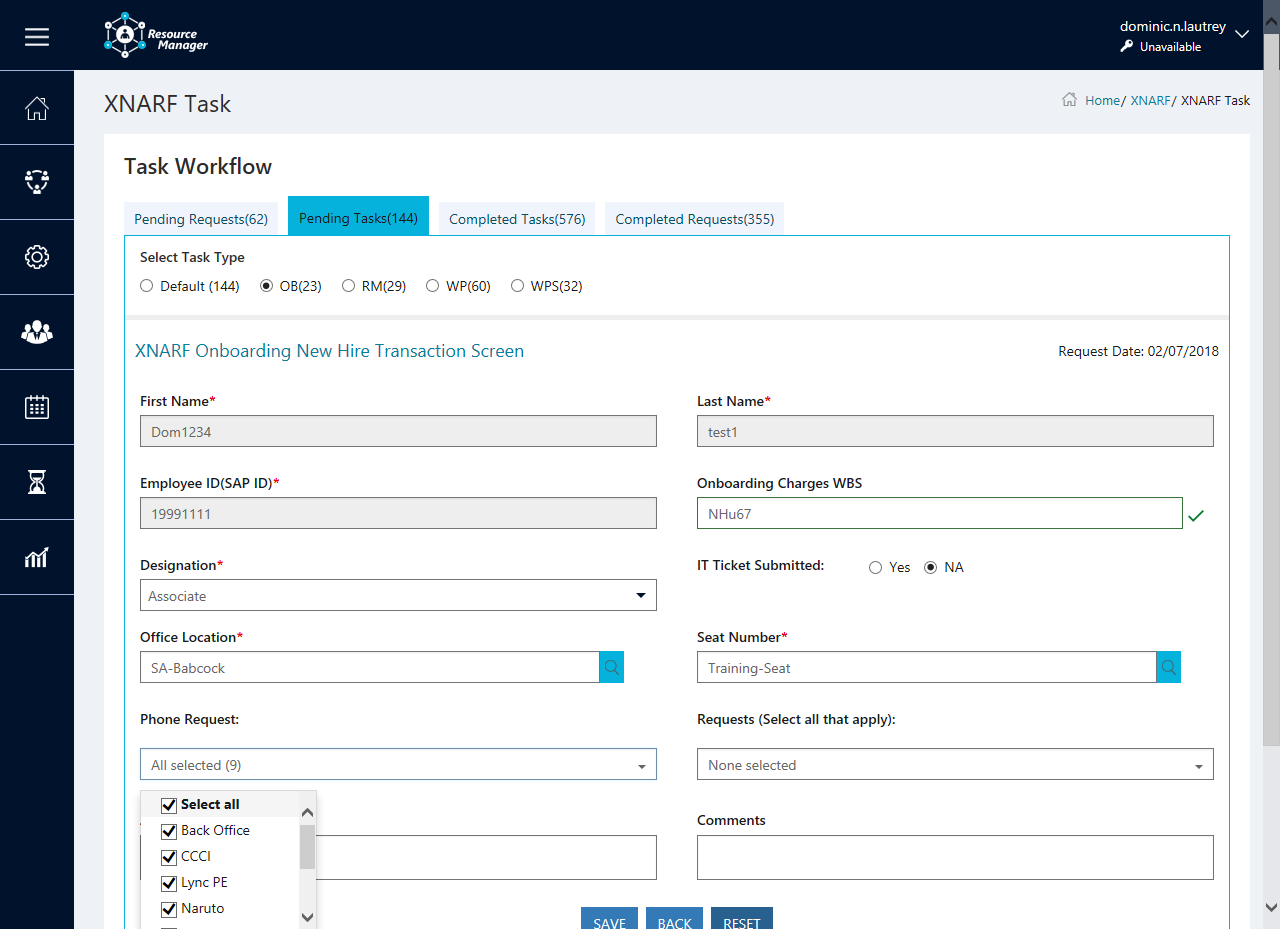 Resource
Manager
dominic.n.lautrey
Unavailable
XNARF Task
Home/ XNARF/ XNARF Task
Task Workflow
Pending Requests(62) Pending Tasks(144) Completed Tasks(576) Completed Requests(355)
Select Task Type
Default (144) OB(23) RM(29) WP(60) WPS(32)
XNARF Onboarding New Hire Transaction Screen
Request Date: 02/07/2018
First Name* Last Name*
Dom1234 test1
Employee ID(SAP ID)* Onboarding Charges WBS
19991111 NHu67
Designation* IT Ticket Submitted: Yes NA
Associate
Office Location* Seat Number*
SA-Babcock Training-Seat
Phone Request: Requests (Select all that apply):
All selected (9) None selected
Select all
Back Office
CCCI
Lync PE
Naruto
Comments
SAVE BACK RESET